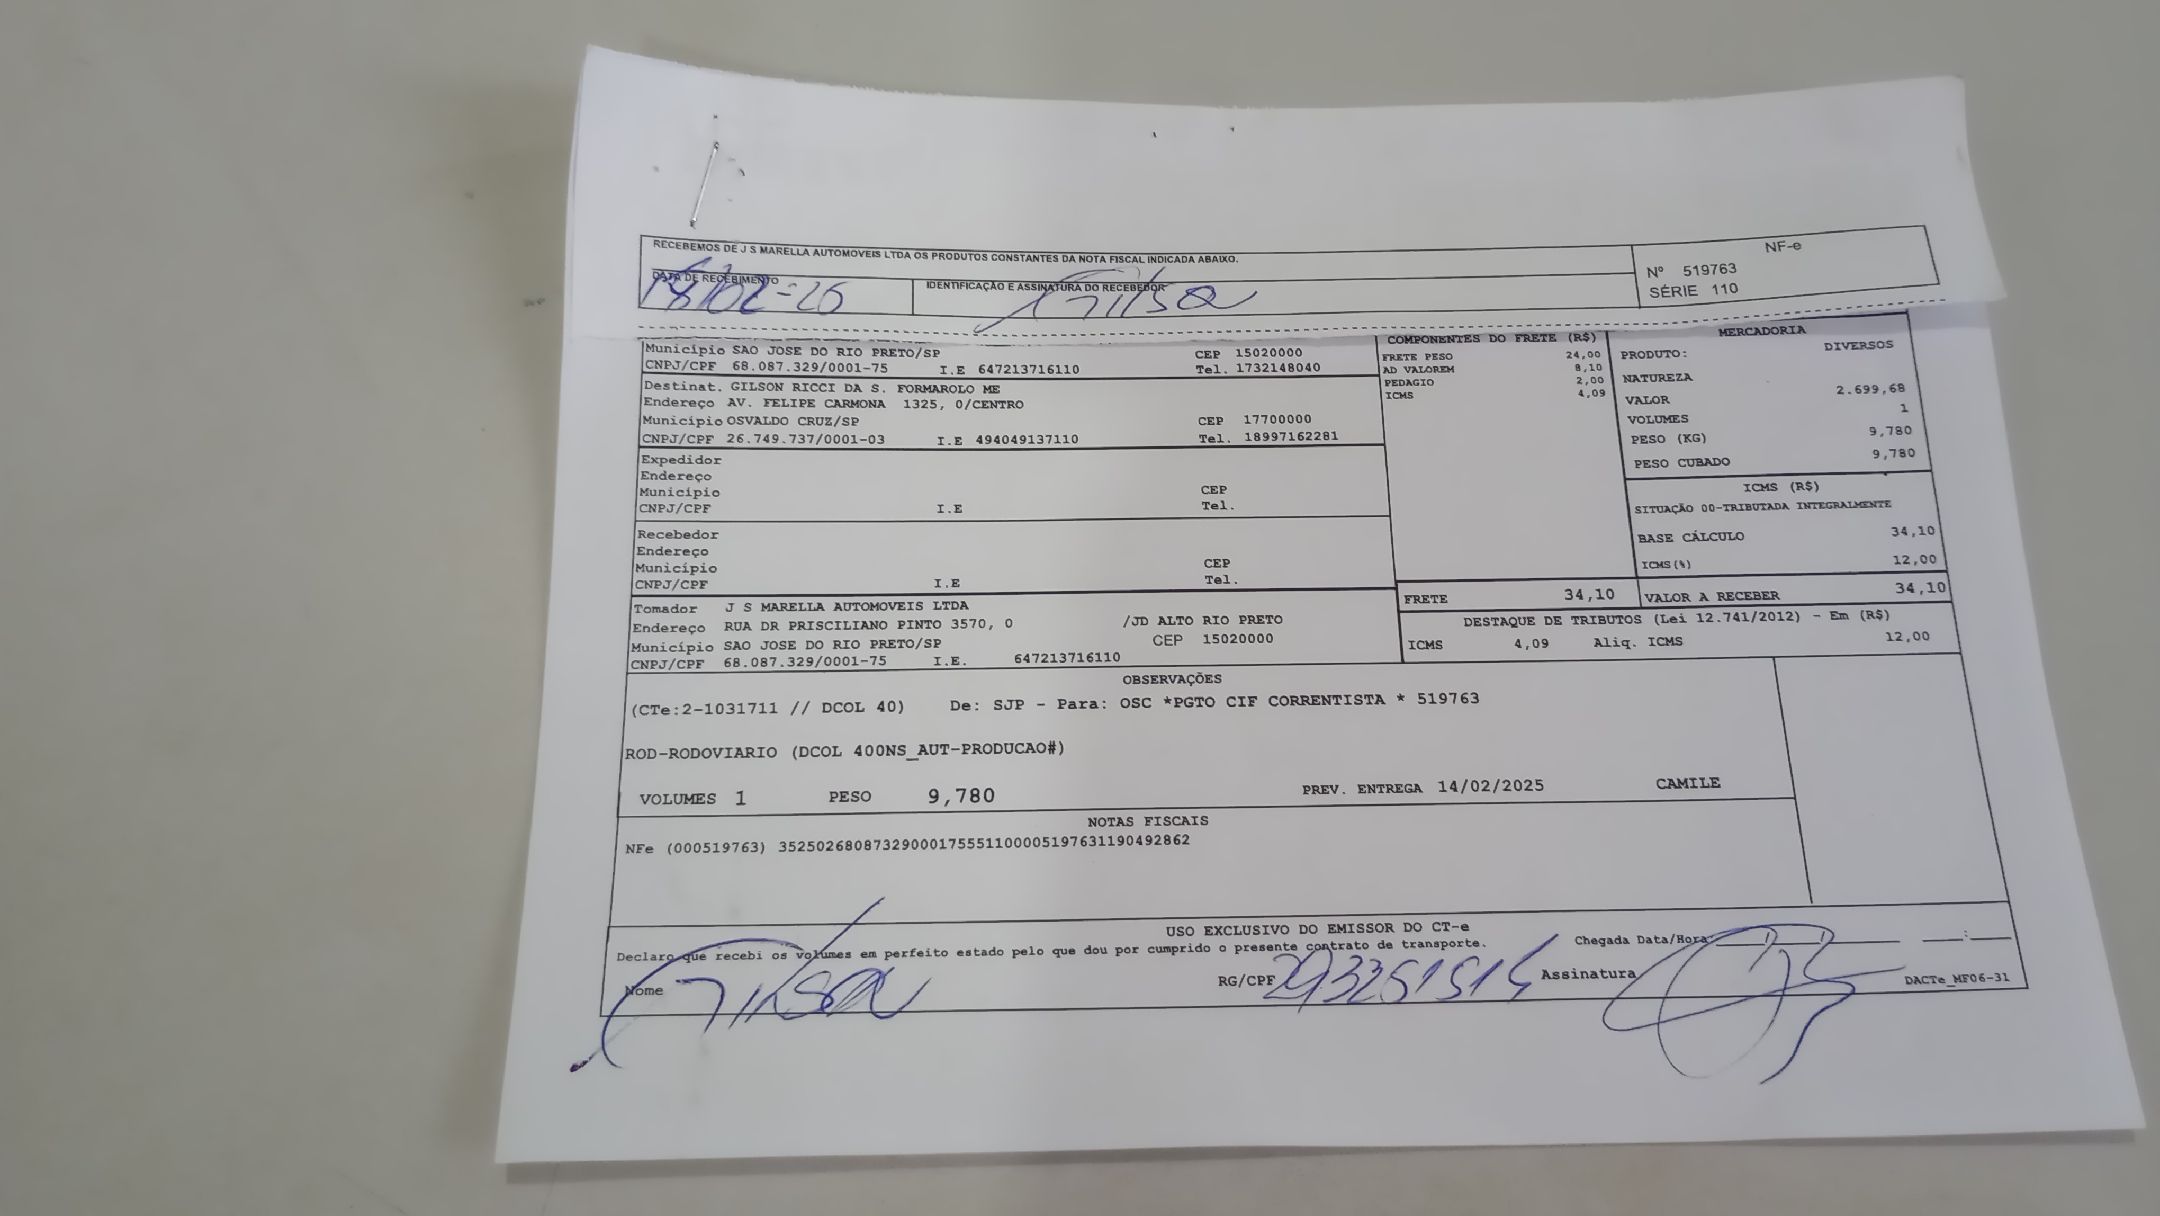 RECEBEMOS DE J S MARELLA AUTOMOVEIS LTDA OS PRODUTOS CONSTANTES DA NOTA FISCAL INDICADA ABAIXO.
NF-e
Nº 519763
SÉRIE 110
DATA DE RECEBIMENTO
IDENTIFICAÇÃO E ASSINATURA DO RECEBEDOR
Gilson
Município SAO JOSE DO RIO PRETO/SP CEP 15020000
CNPJ/CPF 68.087.329/0001-75 I.E 647213716110 Tel. 1732148040
Destinat. GILSON RICCI DA S. FORMAROLO ME
Endereço AV. FELIPE CARMONA 1325, 0/CENTRO
Município OSVALDO CRUZ/SP CEP 17700000
CNPJ/CPF 26.749.737/0001-03 I.E 494049137110 Tel. 18997162281
Expedidor
Endereço
Município CEP
CNPJ/CPF I.E Tel.
Recebedor
Endereço
Município CEP
CNPJ/CPF I.E Tel.
Tomador J S MARELLA AUTOMOVEIS LTDA
Endereço RUA DR PRISCILIANO PINTO 3570, 0 /JD ALTO RIO PRETO
Município SAO JOSE DO RIO PRETO/SP CEP 15020000
CNPJ/CPF 68.087.329/0001-75 I.E. 647213716110
COMPONENTES DO FRETE (R$)
FRETE PESO 24,00
AD VALOREM 8,10
PEDAGIO 2,00
ICMS 4,09
MERCADORIA
PRODUTO: DIVERSOS
NATUREZA
VALOR 2.699,68
VOLUMES 1
PESO (KG) 9,780
PESO CUBADO 9,780
ICMS (R$)
SITUAÇÃO 00-TRIBUTADA INTEGRALMENTE
BASE CÁLCULO 34,10
ICMS(%) 12,00
FRETE 34,10 VALOR A RECEBER 34,10
DESTAQUE DE TRIBUTOS (Lei 12.741/2012) - Em (R$)
ICMS 4,09 Aliq. ICMS 12,00
OBSERVAÇÕES
(CTe:2-1031711 // DCOL 40) De: SJP - Para: OSC *PGTO CIF CORRENTISTA * 519763
ROD-RODOVIARIO (DCOL 400NS_AUT-PRODUCAO#)
VOLUMES 1 PESO 9,780 PREV. ENTREGA 14/02/2025 CAMILE
NOTAS FISCAIS
NFe (000519763) 35250268087329000175551100005197631190492862
USO EXCLUSIVO DO EMISSOR DO CT-e
Declaro que recebi os volumes em perfeito estado pelo que dou por cumprido o presente contrato de transporte.
Chegada Data/Hora
Nome Gilson RG/CPF Assinatura
DACTe_MF06-31